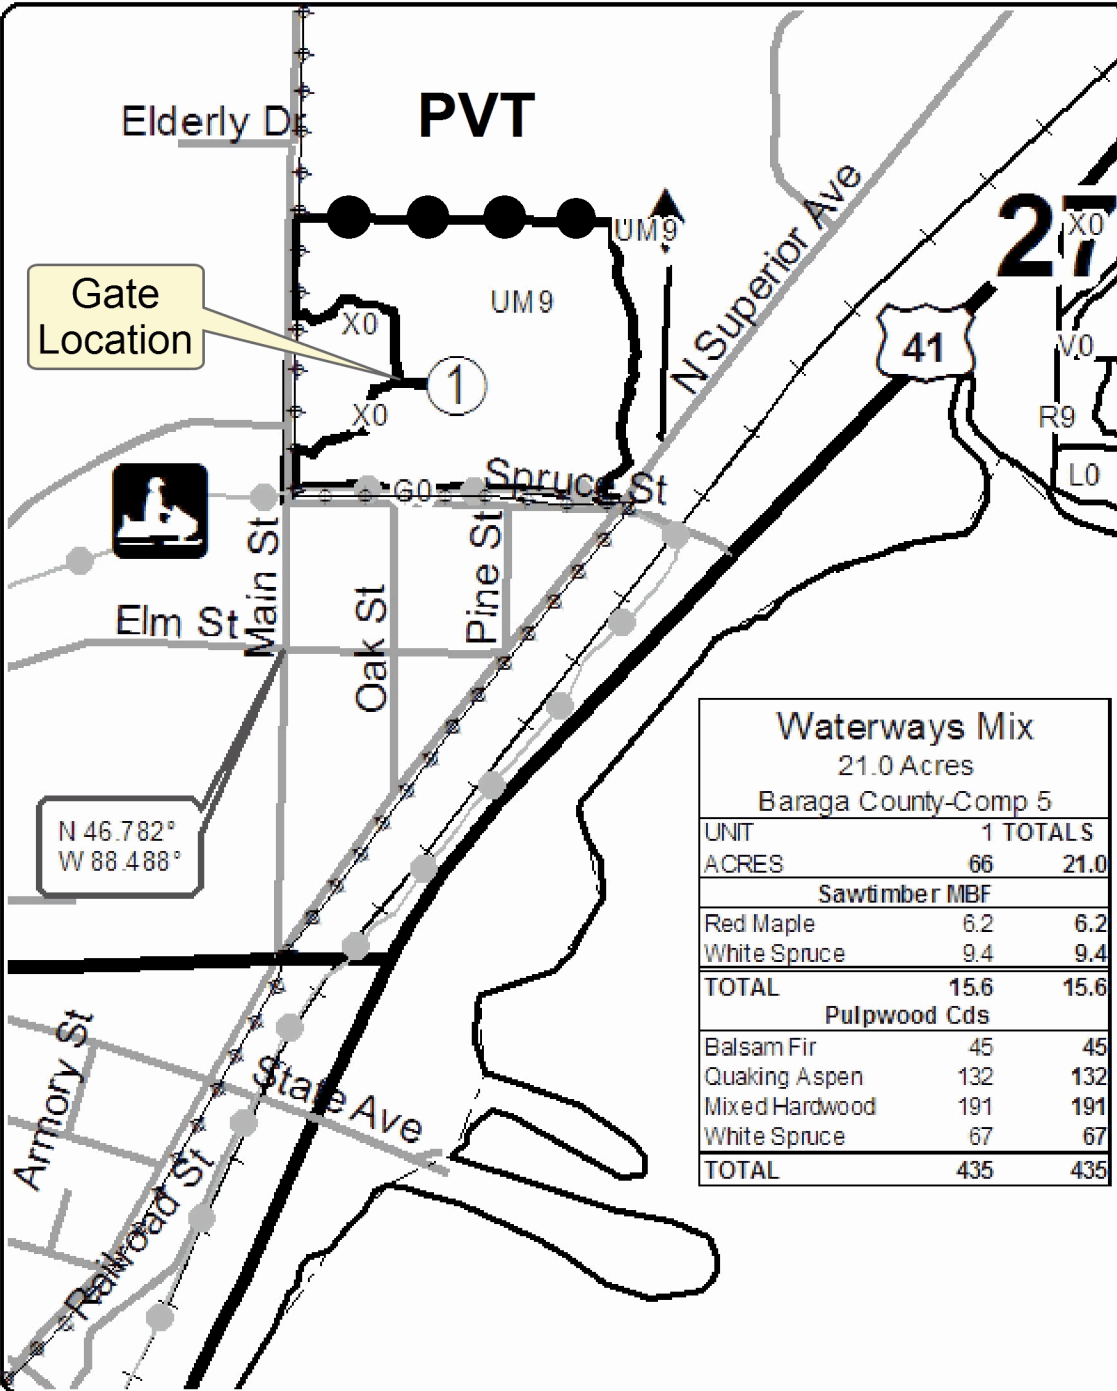 PVT
Elderly Dr
27
X0
UM9
UM9
N Superior Ave
Gate
Location
X0
1
41
V0
X0
R9
L0
Spruce St
G0
Main St
Pine St
Elm St
Oak St
N 46.782°
W 88.488°
Waterways Mix
21.0 Acres
Baraga County-Comp 5
UNIT 1 TOTALS
ACRES 66 21.0
Sawtimber MBF
Red Maple 6.2 6.2
White Spruce 9.4 9.4
TOTAL 15.6 15.6
Pulpwood Cds
Balsam Fir 45 45
Quaking Aspen 132 132
Mixed Hardwood 191 191
White Spruce 67 67
TOTAL 435 435
Armory St
State Ave
Railroad St